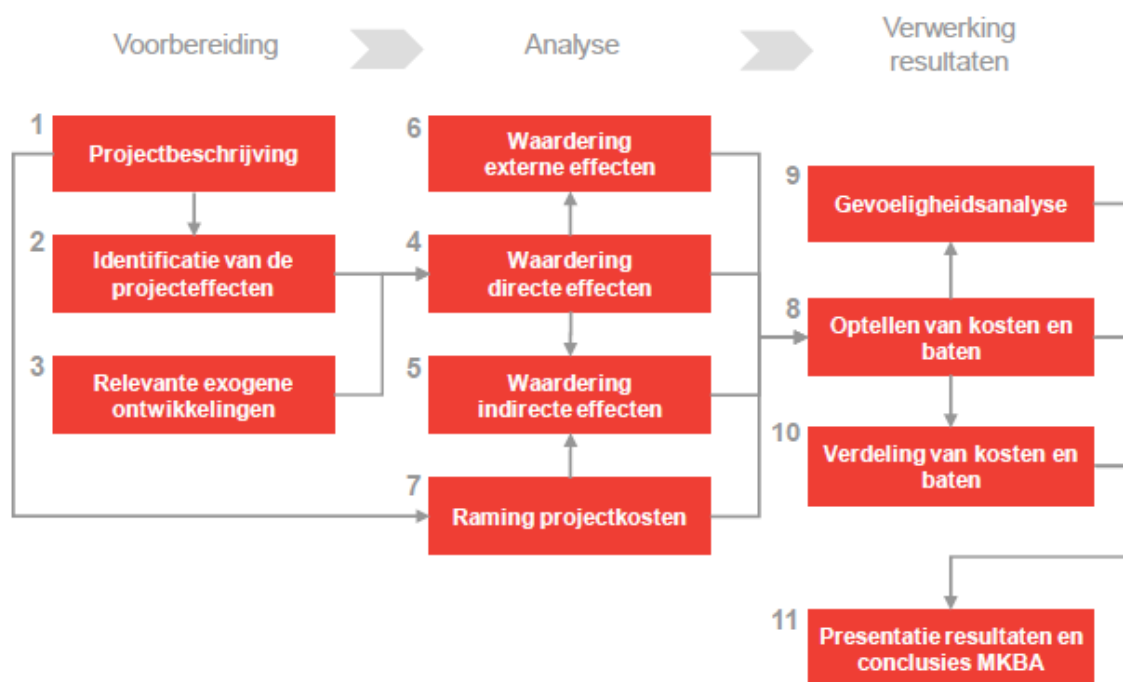 Voorbereiding
Analyse
Verwerking
resultaten
1
Projectbeschrijving
2
Identificatie van de
projecteffecten
3
Relevante exogene
ontwikkelingen
6
Waardering
externe effecten
4
Waardering
directe effecten
5
Waardering
indirecte effecten
7
Raming projectkosten
9
Gevoeligheidsanalyse
8
Optellen van kosten en
baten
10
Verdeling van kosten en
baten
11
Presentatie resultaten en
conclusies MKBA